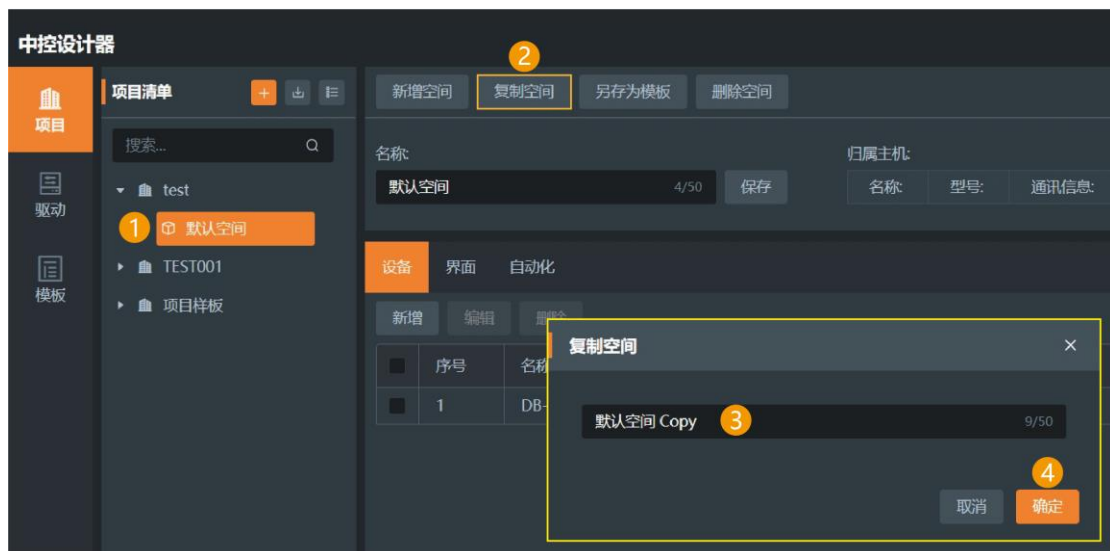 中控设计器
2
项目
项目清单
新增空间 复制空间 另存为模板 删除空间
搜索...
名称:
归属主机:
默认空间 4/50 保存
名称: 型号: 通讯信息:
驱动
test
1 默认空间
TEST001
项目样板
模板
设备 界面 自动化
新增 编辑 删除
序号 名称
1 DB-
复制空间
默认空间 Copy 3 9/50
4
取消 确定